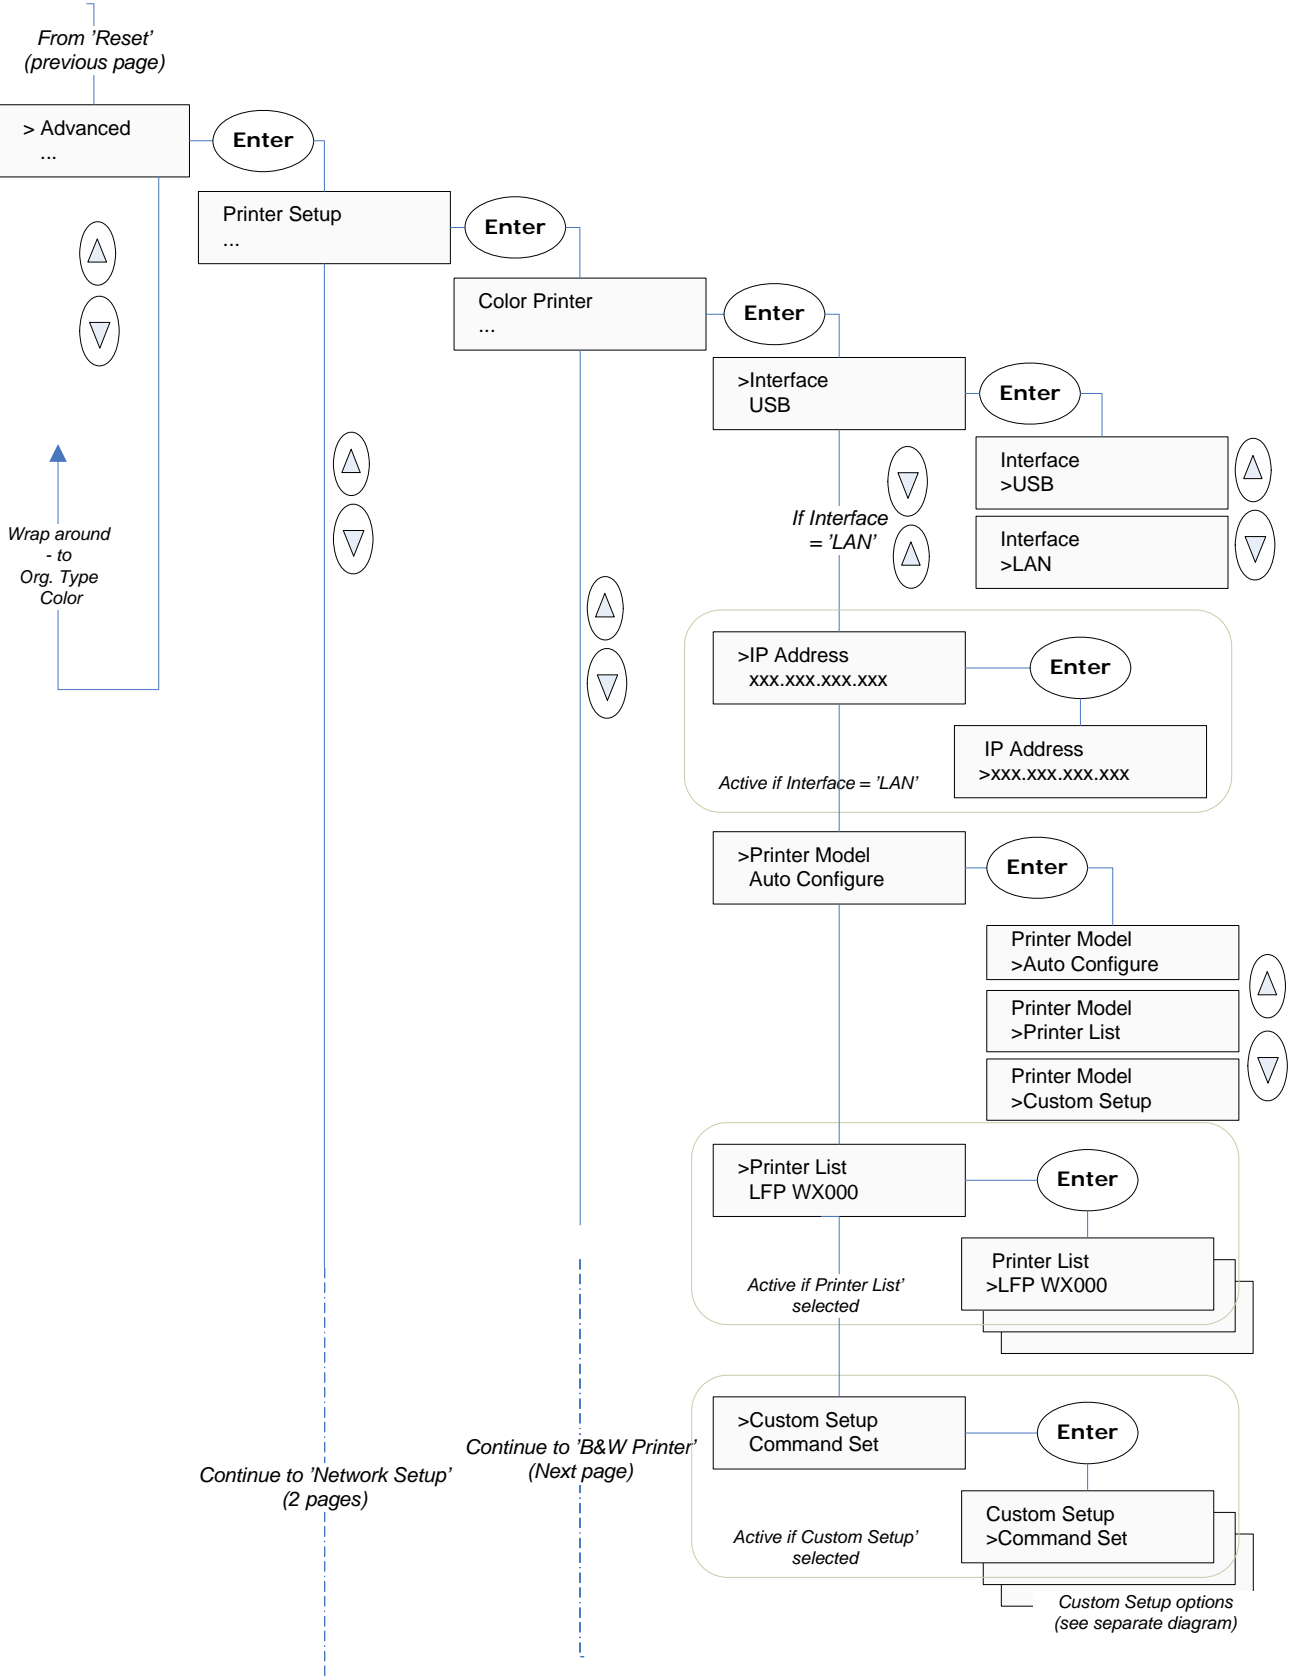 From 'Reset'
(previous page)
> Advanced
...
Enter
Printer Setup
...
Enter
Color Printer
...
Enter
>Interface
USB
Enter
Interface
>USB
Interface
>LAN
If Interface
= 'LAN'
Wrap around
- to
Org. Type
Color
>IP Address
xxx.xxx.xxx.xxx
Enter
IP Address
>xxx.xxx.xxx.xxx
Active if Interface = 'LAN'
>Printer Model
Auto Configure
Enter
Printer Model
>Auto Configure
Printer Model
>Printer List
Printer Model
>Custom Setup
>Printer List
LFP WX000
Enter
Printer List
>LFP WX000
Active if Printer List'
selected
>Custom Setup
Command Set
Enter
Custom Setup
>Command Set
Active if Custom Setup'
selected
Custom Setup options
(see separate diagram)
Continue to 'B&W Printer'
(Next page)
Continue to 'Network Setup'
(2 pages)